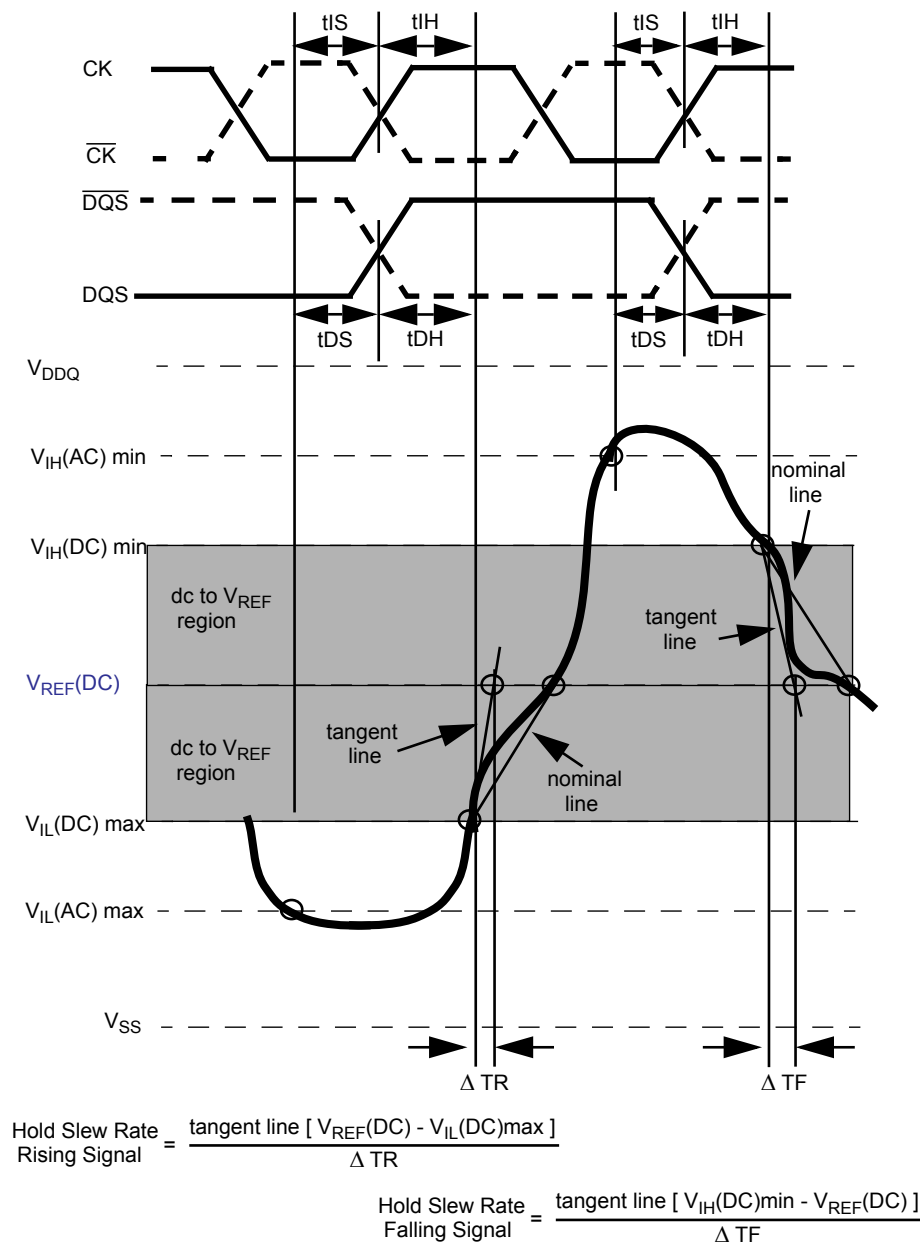 tIS tIH tIS tIH
CK
CK
DQS
DQS
tDS tDH tDS tDH
VDDQ
VIH(AC) min
nominal
line
VIH(DC) min
dc to VREF
region
tangent
line
VREF(DC)
tangent
line
dc to VREF
region
nominal
line
VIL(DC) max
VIL(AC) max
VSS
Δ TR Δ TF
Hold Slew Rate
Rising Signal = tangent line [ VREF(DC) - VIL(DC)max ]
Δ TR
Hold Slew Rate
Falling Signal = tangent line [ VIH(DC)min - VREF(DC) ]
Δ TF